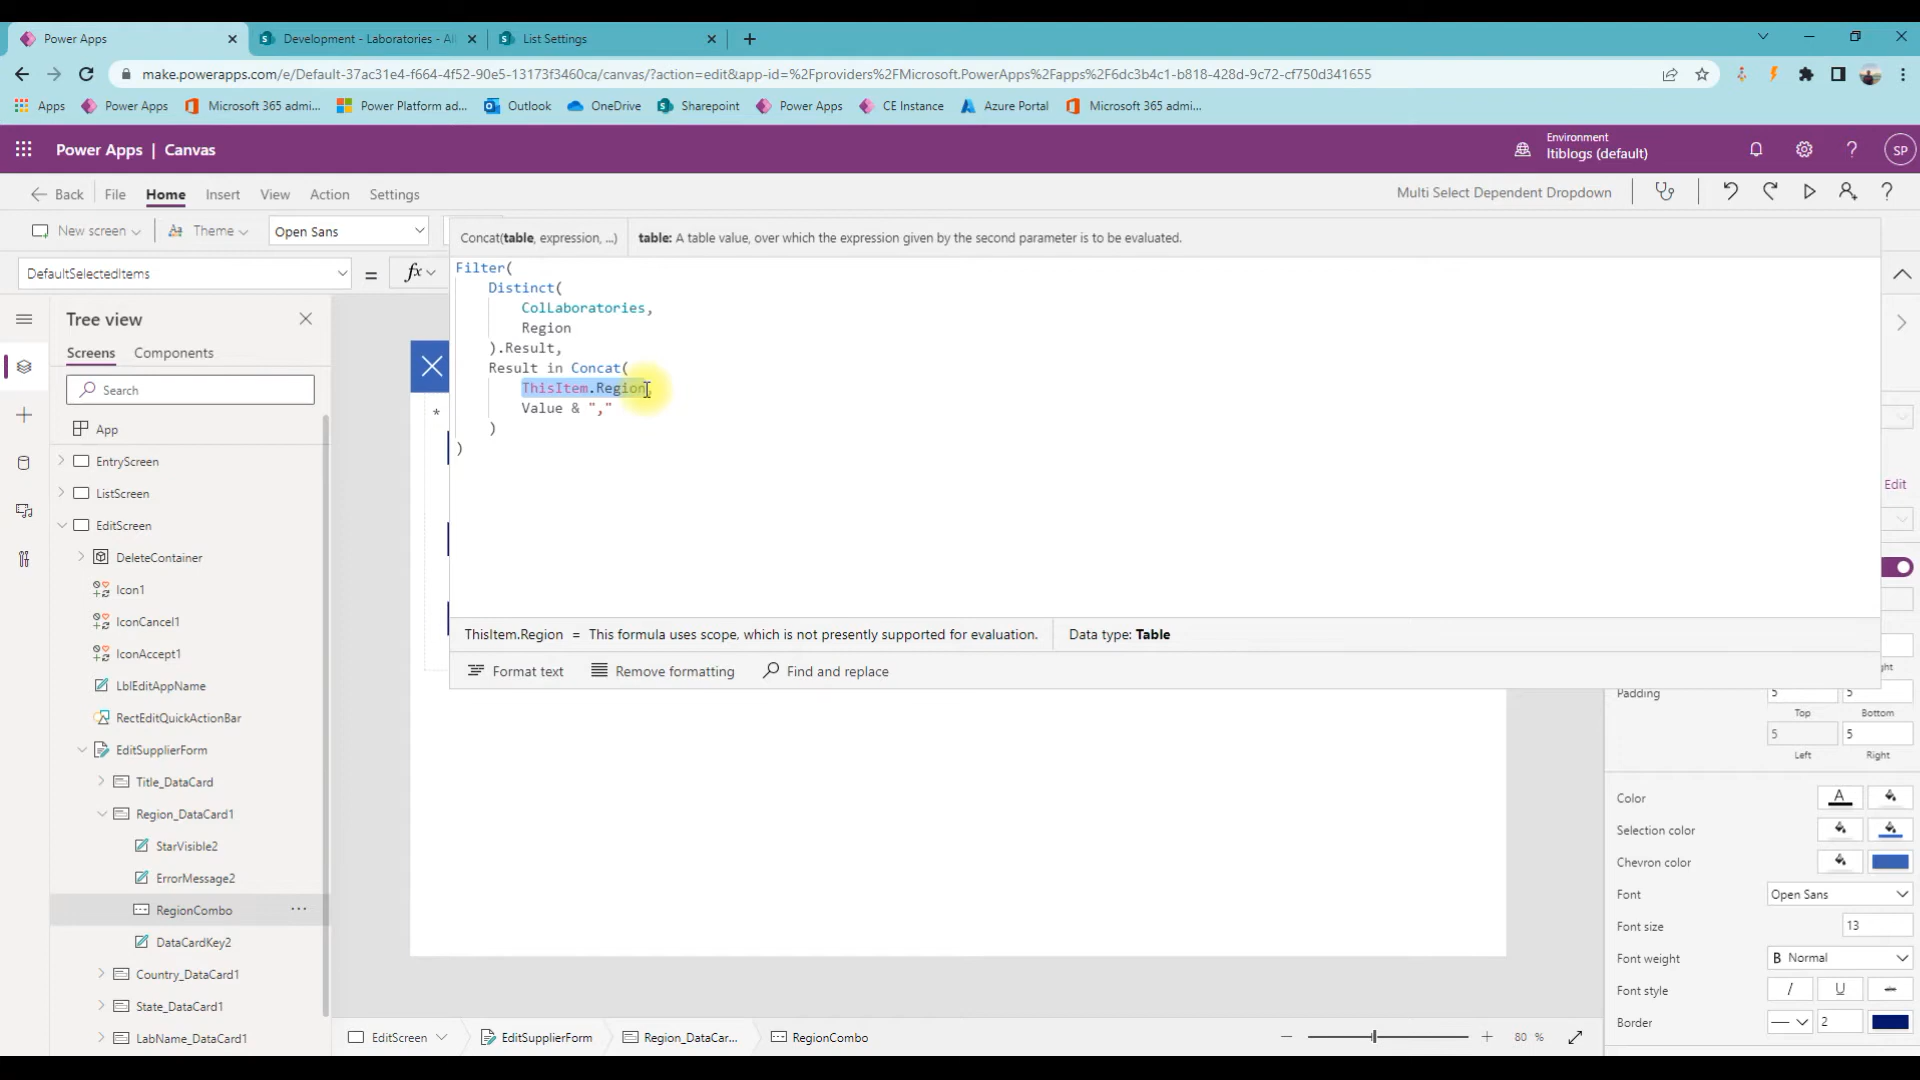 Power Apps
Development - Laboratories - All
List Settings
make.powerapps.com/e/Default-37ac31e4-f664-4f52-90e5-13173f3460ca/canvas/?action=edit&app-id=%2Fproviders%2FMicrosoft.PowerApps%2Fapps%2F6dc3b4c1-b818-428d-9c72-cf750d341655
Apps Power Apps Microsoft 365 admi... Power Platform ad... Outlook OneDrive Sharepoint Power Apps CE Instance Azure Portal Microsoft 365 admi...
Power Apps | Canvas
Environment
ltiblogs (default)
SP
Back File Home Insert View Action Settings
Multi Select Dependent Dropdown
New screen Theme Open Sans
Concat(table, expression, ...) table: A table value, over which the expression given by the second parameter is to be evaluated.
DefaultSelectedItems = fx
Filter(
Distinct(
ColLaboratories,
Region
).Result,
Result in Concat(
ThisItem.Region,
Value & ","
)
)
ThisItem.Region = This formula uses scope, which is not presently supported for evaluation. Data type: Table
Format text Remove formatting Find and replace
Tree view
Screens Components
Search
App
EntryScreen
ListScreen
EditScreen
DeleteContainer
Icon1
IconCancel1
IconAccept1
LblEditAppName
RectEditQuickActionBar
EditSupplierForm
Title_DataCard
Region_DataCard1
StarVisible2
ErrorMessage2
RegionCombo ...
DataCardKey2
Country_DataCard1
State_DataCard1
LabName_DataCard1
*
Edit
ght
Padding 5 5
Top Bottom
5 5
Left Right
Color A
Selection color
Chevron color
Font Open Sans
Font size 13
Font weight B Normal
Font style / U
Border 2
EditScreen EditSupplierForm Region_DataCar... RegionCombo
80 %